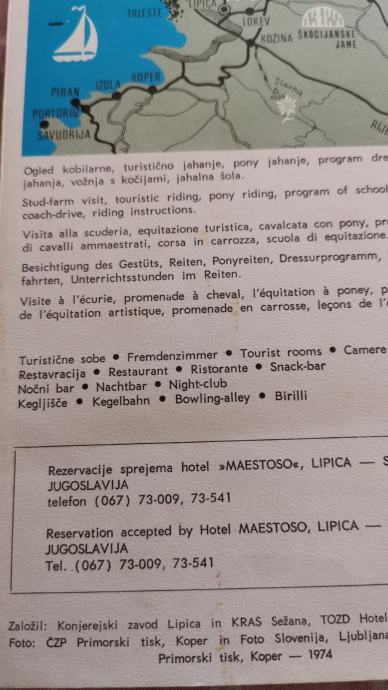 TRIESTE
LIPICA
LOKEV
KOZINA
ŠKOCIJANSKE
JAME
Slavnik
1028
PIRAN
IZOLA
KOPER
PORTOROŽ
SAVUDRIJA
RIJ
Ogled kobilarne, turistično jahanje, pony jahanje, program dre
jahanja, vožnja s kočijami, jahalna šola.
Stud-farm visit, touristic riding, pony riding, program of school
coach-drive, riding instructions.
Visita alla scuderia, equitazione turistica, cavalcata con pony, pr
di cavalli ammaestrati, corsa in carrozza, scuola di equitazione.
Besichtigung des Gestüts, Reiten, Ponyreiten, Dressurprogramm,
fahrten, Unterrichtsstunden im Reiten.
Visite à l'écurie, promenade à cheval, l'équitation à poney, p
de l'équitation artistique, promenade en carrosse, leçons de l'
Turistične sobe • Fremdenzimmer • Tourist rooms • Camere
Restavracija • Restaurant • Ristorante • Snack-bar
Nočni bar • Nachtbar • Night-club
Kegljišče • Kegelbahn • Bowling-alley • Birilli
Rezervacije sprejema hotel »MAESTOSO«, LIPICA — S
JUGOSLAVIJA
telefon (067) 73-009, 73-541
Reservation accepted by Hotel MAESTOSO, LIPICA —
JUGOSLAVIJA
Tel. (067) 73-009, 73-541
Založil: Konjerejski zavod Lipica in KRAS Sežana, TOZD Hotel
Foto: ČZP Primorski tisk, Koper in Foto Slovenija, Ljubljana
Primorski tisk, Koper — 1974